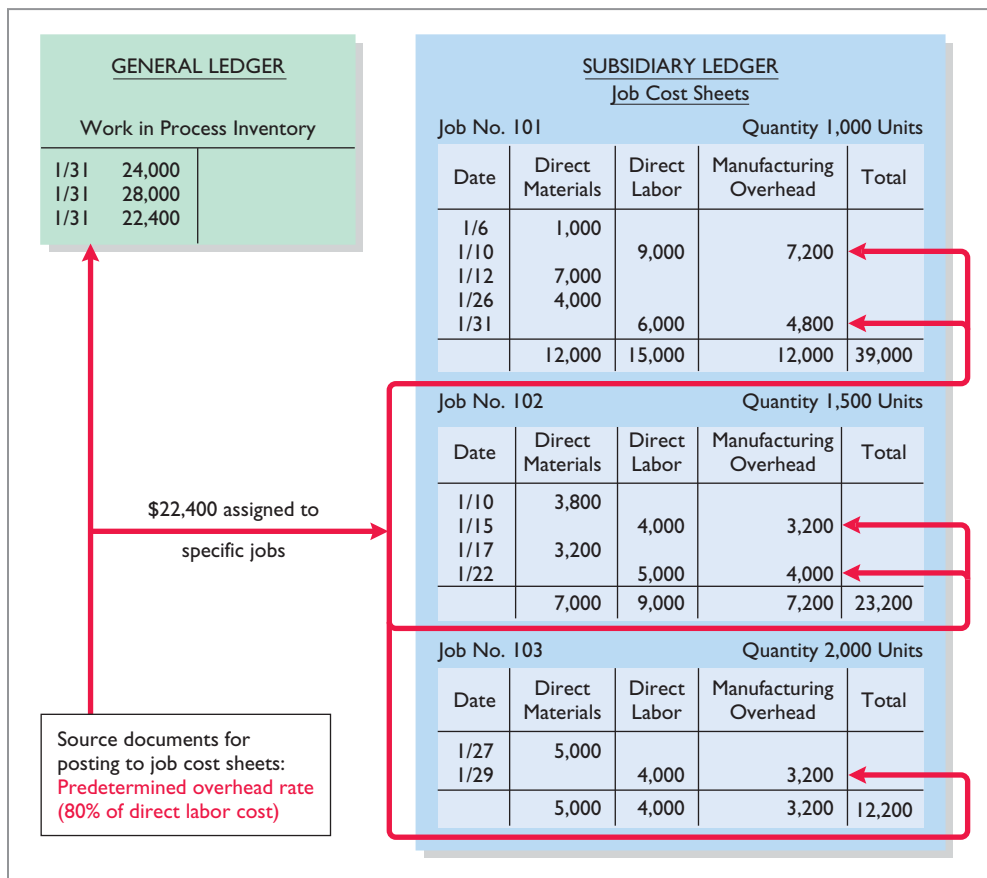 GENERAL LEDGER
Work in Process Inventory
1/31 24,000
1/31 28,000
1/31 22,400
$22,400 assigned to
specific jobs
Source documents for
posting to job cost sheets:
Predetermined overhead rate
(80% of direct labor cost)
SUBSIDIARY LEDGER
Job Cost Sheets
Job No. 101 Quantity 1,000 Units
Date Direct Materials Direct Labor Manufacturing Overhead Total
1/6 1,000
1/10 9,000 7,200
1/12 7,000
1/26 4,000
1/31 6,000 4,800
12,000 15,000 12,000 39,000
Job No. 102 Quantity 1,500 Units
Date Direct Materials Direct Labor Manufacturing Overhead Total
1/10 3,800
1/15 4,000 3,200
1/17 3,200
1/22 5,000 4,000
7,000 9,000 7,200 23,200
Job No. 103 Quantity 2,000 Units
Date Direct Materials Direct Labor Manufacturing Overhead Total
1/27 5,000
1/29 4,000 3,200
5,000 4,000 3,200 12,200